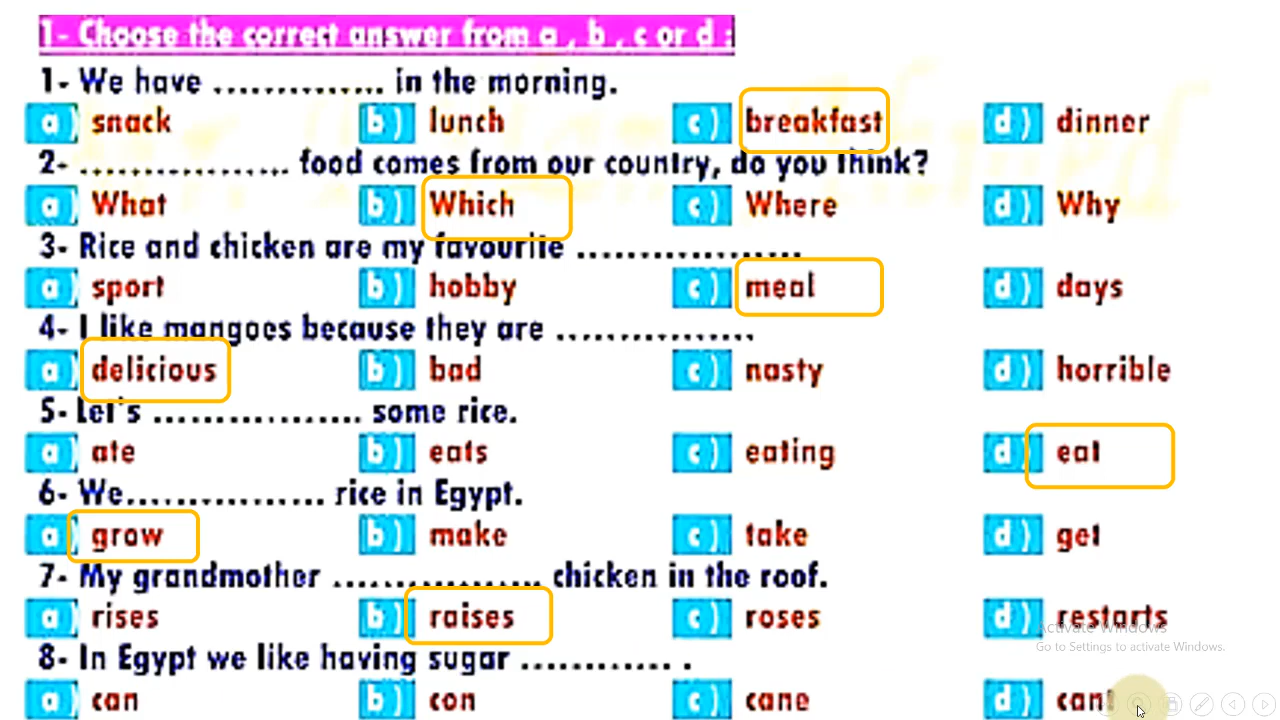 1- Choose the correct answer from a , b , c or d :
1- We have ................ in the morning.
a) snack b) lunch c) breakfast d) dinner
2- .................. food comes from our country, do you think?
a) What b) Which c) Where d) Why
3- Rice and chicken are my favourite ...................
a) sport b) hobby c) meal d) days
4- I like mangoes because they are .................
a) delicious b) bad c) nasty d) horrible
5- Let's .................. some rice.
a) ate b) eats c) eating d) eat
6- We.................. rice in Egypt.
a) grow b) make c) take d) get
7- My grandmother .................. chicken in the roof.
a) rises b) raises c) roses d) restarts
Activate Windows
Go to Settings to activate Windows.
8- In Egypt we like having sugar ............. .
a) can b) con c) cane d) cant